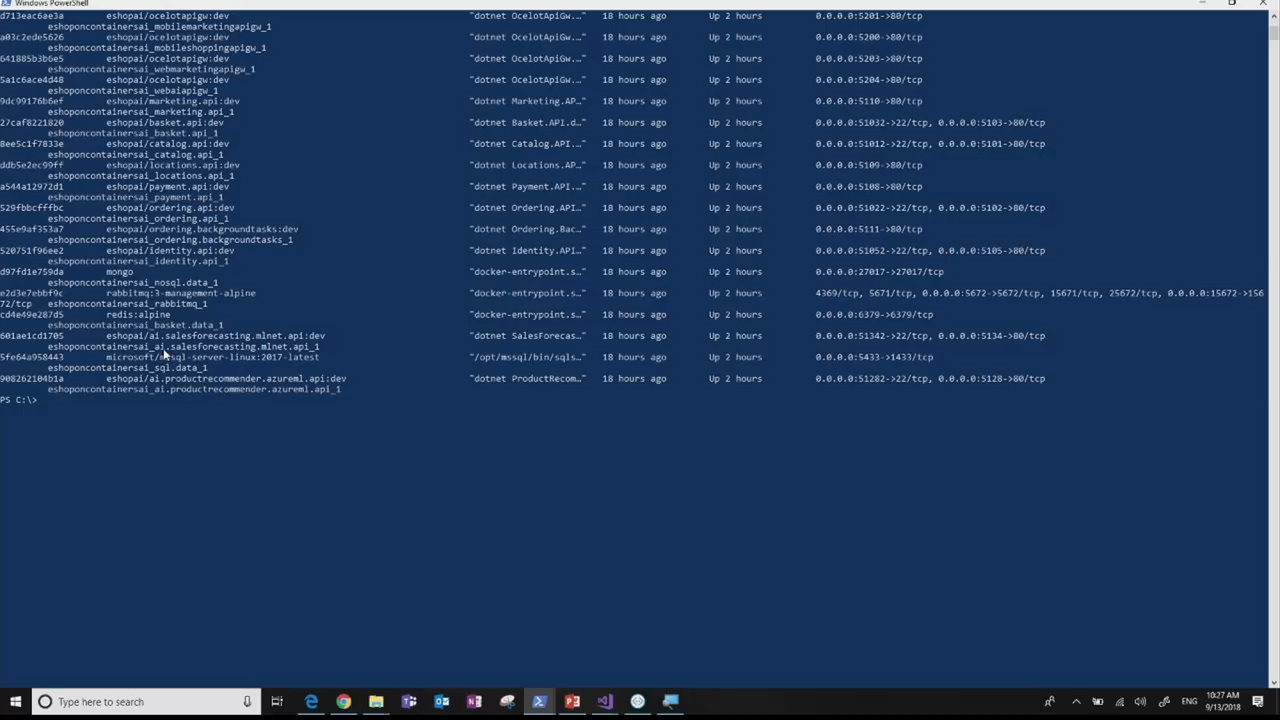 Windows PowerShell
d713eac6ae3a eshopai/ocelotapigw:dev "dotnet OcelotApiGw.…" 18 hours ago Up 2 hours 0.0.0.0:5201->80/tcp
eshoponcontainersai_mobilemarketingapigw_1
a03c2ede5626 eshopai/ocelotapigw:dev "dotnet OcelotApiGw.…" 18 hours ago Up 2 hours 0.0.0.0:5200->80/tcp
eshoponcontainersai_mobileshoppingapigw_1
641885b3b6e5 eshopai/ocelotapigw:dev "dotnet OcelotApiGw.…" 18 hours ago Up 2 hours 0.0.0.0:5203->80/tcp
eshoponcontainersai_webmarketingapigw_1
5a1c6ace4d48 eshopai/ocelotapigw:dev "dotnet OcelotApiGw.…" 18 hours ago Up 2 hours 0.0.0.0:5204->80/tcp
eshoponcontainersai_webaiapigw_1
9dc99176b6ef eshopai/marketing.api:dev "dotnet Marketing.AP…" 18 hours ago Up 2 hours 0.0.0.0:5110->80/tcp
eshoponcontainersai_marketing.api_1
27caf8221820 eshopai/basket.api:dev "dotnet Basket.API.d…" 18 hours ago Up 2 hours 0.0.0.0:51032->22/tcp, 0.0.0.0:5103->80/tcp
eshoponcontainersai_basket.api_1
8ee5c1f7833e eshopai/catalog.api:dev "dotnet Catalog.API.…" 18 hours ago Up 2 hours 0.0.0.0:51012->22/tcp, 0.0.0.0:5101->80/tcp
eshoponcontainersai_catalog.api_1
ddb5e2ec99ff eshopai/locations.api:dev "dotnet Locations.AP…" 18 hours ago Up 2 hours 0.0.0.0:5109->80/tcp
eshoponcontainersai_locations.api_1
a544a12972d1 eshopai/payment.api:dev "dotnet Payment.API.…" 18 hours ago Up 2 hours 0.0.0.0:5108->80/tcp
eshoponcontainersai_payment.api_1
529fbbcfffbc eshopai/ordering.api:dev "dotnet Ordering.API…" 18 hours ago Up 2 hours 0.0.0.0:51022->22/tcp, 0.0.0.0:5102->80/tcp
eshoponcontainersai_ordering.api_1
455e9af353a7 eshopai/ordering.backgroundtasks:dev "dotnet Ordering.Bac…" 18 hours ago Up 2 hours 0.0.0.0:5111->80/tcp
eshoponcontainersai_ordering.backgroundtasks_1
520751f96ee2 eshopai/identity.api:dev "dotnet Identity.API…" 18 hours ago Up 2 hours 0.0.0.0:51052->22/tcp, 0.0.0.0:5105->80/tcp
eshoponcontainersai_identity.api_1
d97fd1e759da mongo "docker-entrypoint.s…" 18 hours ago Up 2 hours 0.0.0.0:27017->27017/tcp
eshoponcontainersai_nosql.data_1
e2d3e7ebbf9c rabbitmq:3-management-alpine "docker-entrypoint.s…" 18 hours ago Up 2 hours 4369/tcp, 5671/tcp, 0.0.0.0:5672->5672/tcp, 15671/tcp, 25672/tcp, 0.0.0.0:15672->156
72/tcp eshoponcontainersai_rabbitmq_1
cd4e49e287d5 redis:alpine "docker-entrypoint.s…" 18 hours ago Up 2 hours 0.0.0.0:6379->6379/tcp
eshoponcontainersai_basket.data_1
601ae1cd1705 eshopai/ai.salesforecasting.mlnet.api:dev "dotnet SalesForecas…" 18 hours ago Up 2 hours 0.0.0.0:51342->22/tcp, 0.0.0.0:5134->80/tcp
eshoponcontainersai_ai.salesforecasting.mlnet.api_1
5fe64a958443 microsoft/mssql-server-linux:2017-latest "/opt/mssql/bin/sqls…" 18 hours ago Up 2 hours 0.0.0.0:5433->1433/tcp
eshoponcontainersai_sql.data_1
908262104b1a eshopai/ai.productrecommender.azureml.api:dev "dotnet ProductRecom…" 18 hours ago Up 2 hours 0.0.0.0:51282->22/tcp, 0.0.0.0:5128->80/tcp
eshoponcontainersai_ai.productrecommender.azureml.api_1
PS C:\>
Type here to search
ENG
10:27 AM
9/13/2018